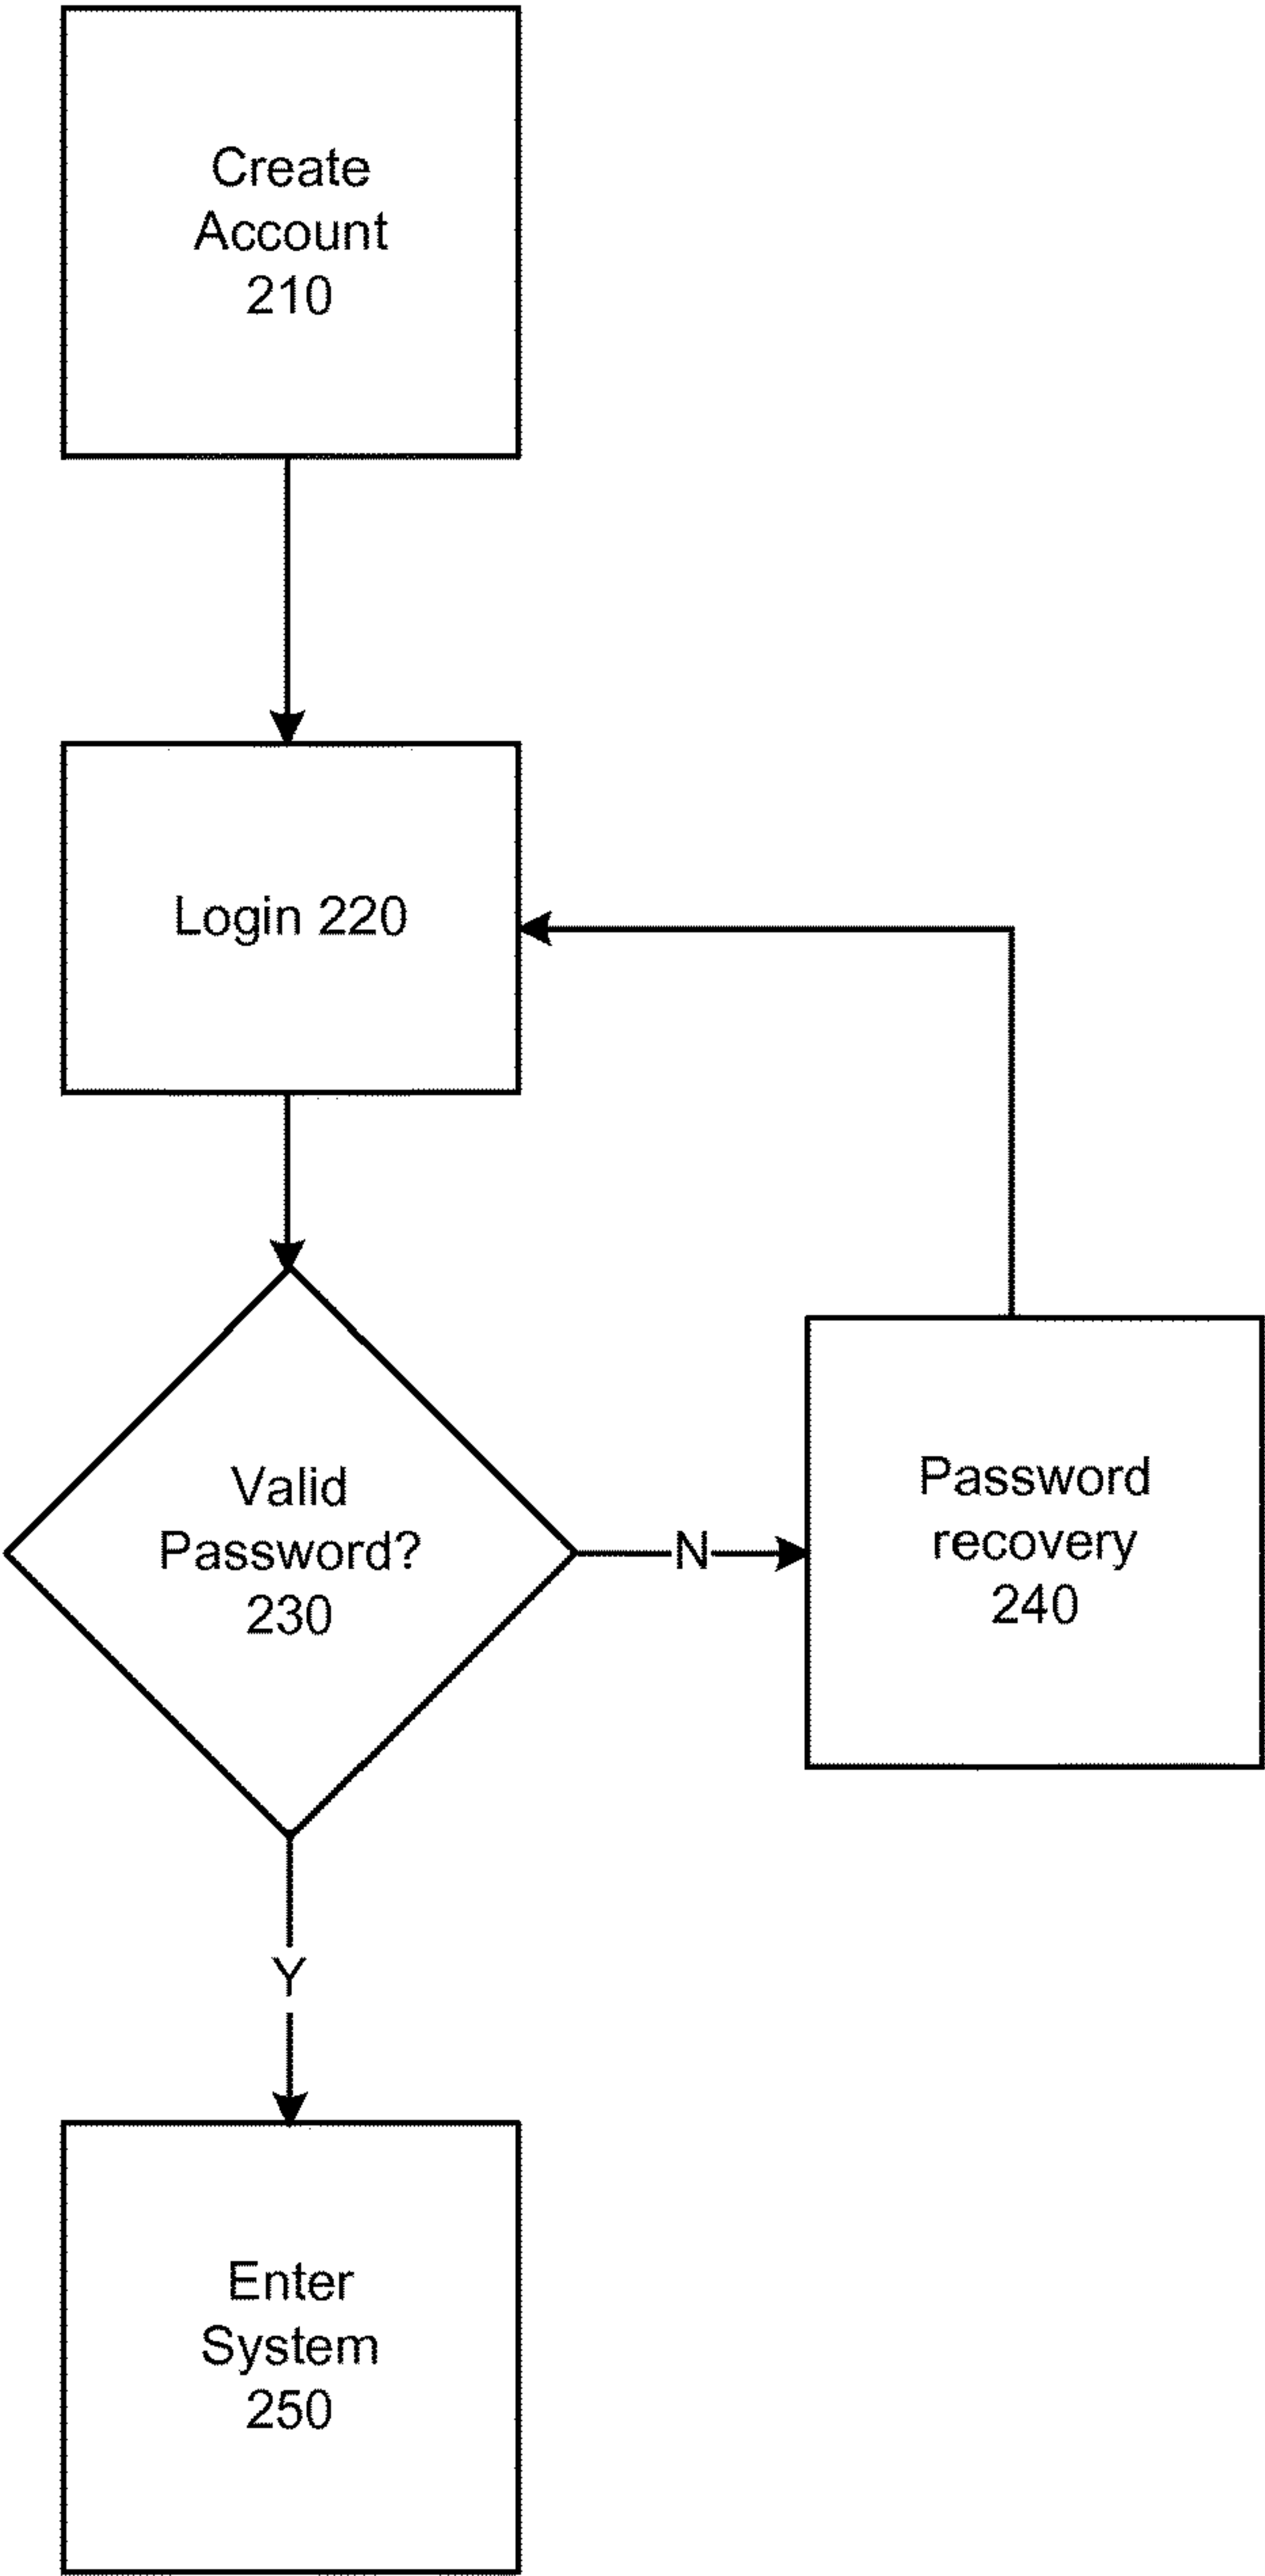 Create
Account
210
Login 220
Valid
Password?
230
N
Password
recovery
240
Y
Enter
System
250